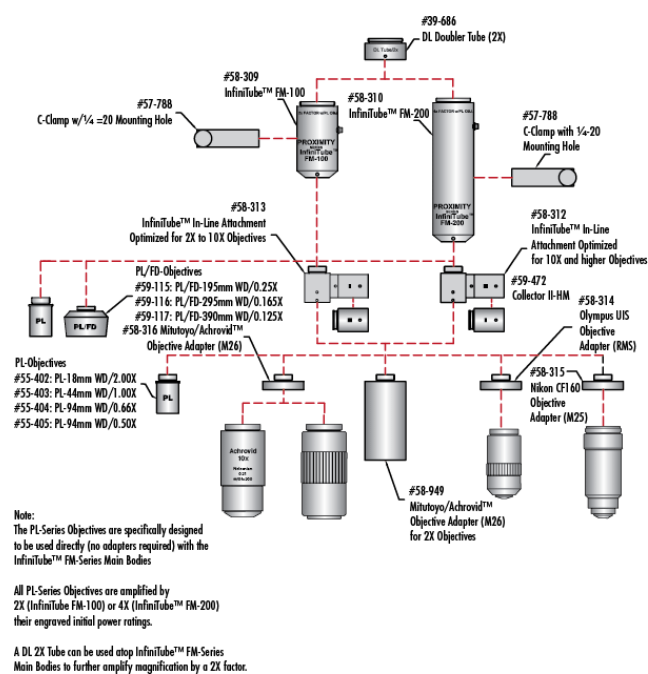 #39-686
DL Doubler Tube (2X)
DL Tube/2x
#58-309
InfiniTube™ FM-100
#58-310
InfiniTube™ FM-200
#57-788
C-Clamp w/¼ =20 Mounting Hole
#57-788
C-Clamp with ¼-20
Mounting Hole
PROXIMITY
InfiniTube™
FM-100
PROXIMITY
InfiniTube™
FM-200
#58-313
InfiniTube™ In-Line Attachment
Optimized for 2X to 10X Objectives
#58-312
InfiniTube™ In-Line
Attachment Optimized
for 10X and higher Objectives
#59-472
Collector II-HM
PL/FD-Objectives
#59-115: PL/FD-195mm WD/0.25X
#59-116: PL/FD-295mm WD/0.165X
#59-117: PL/FD-390mm WD/0.125X
PL
PL/FD
#58-316 Mitutoyo/Achrovid™
Objective Adapter (M26)
#58-314
Olympus UIS
Objective
Adapter (RMS)
#58-315
Nikon CF160
Objective
Adapter (M25)
PL-Objectives
#55-402: PL-18mm WD/2.00X
#55-403: PL-44mm WD/1.00X
#55-404: PL-94mm WD/0.66X
#55-405: PL-94mm WD/0.50X
PL
Achrovid
10x
#58-949
Mitutoyo/Achrovid™
Objective Adapter (M26)
for 2X Objectives
Note:
The PL-Series Objectives are specifically designed
to be used directly (no adapters required) with the
InfiniTube™ FM-Series Main Bodies
All PL-Series Objectives are amplified by
2X (InfiniTube FM-100) or 4X (InfiniTube™ FM-200)
their engraved initial power ratings.
A DL 2X Tube can be used atop InfiniTube™ FM-Series
Main Bodies to further amplify magnification by a 2X factor.